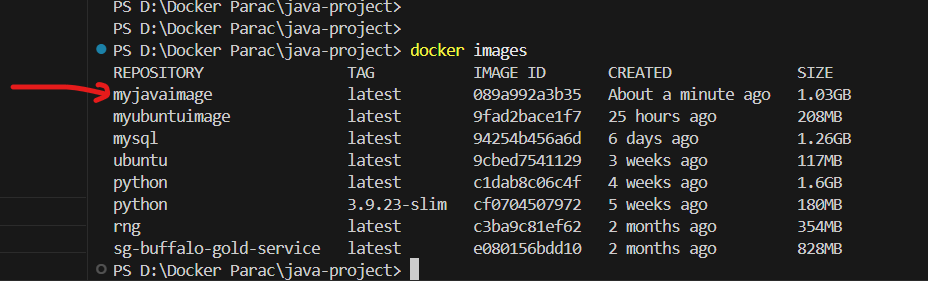 PS D:\Docker Parac\java-project>
PS D:\Docker Parac\java-project>
PS D:\Docker Parac\java-project> docker images
REPOSITORY TAG IMAGE ID CREATED SIZE
myjavaimage latest 089a992a3b35 About a minute ago 1.03GB
myubuntuimage latest 9fad2bace1f7 25 hours ago 208MB
mysql latest 94254b456a6d 6 days ago 1.26GB
ubuntu latest 9cbed7541129 3 weeks ago 117MB
python latest c1dab8c06c4f 4 weeks ago 1.6GB
python 3.9.23-slim cf0704507972 5 weeks ago 180MB
rng latest c3ba9c81ef62 2 months ago 354MB
sg-buffalo-gold-service latest e080156bdd10 2 months ago 828MB
PS D:\Docker Parac\java-project>